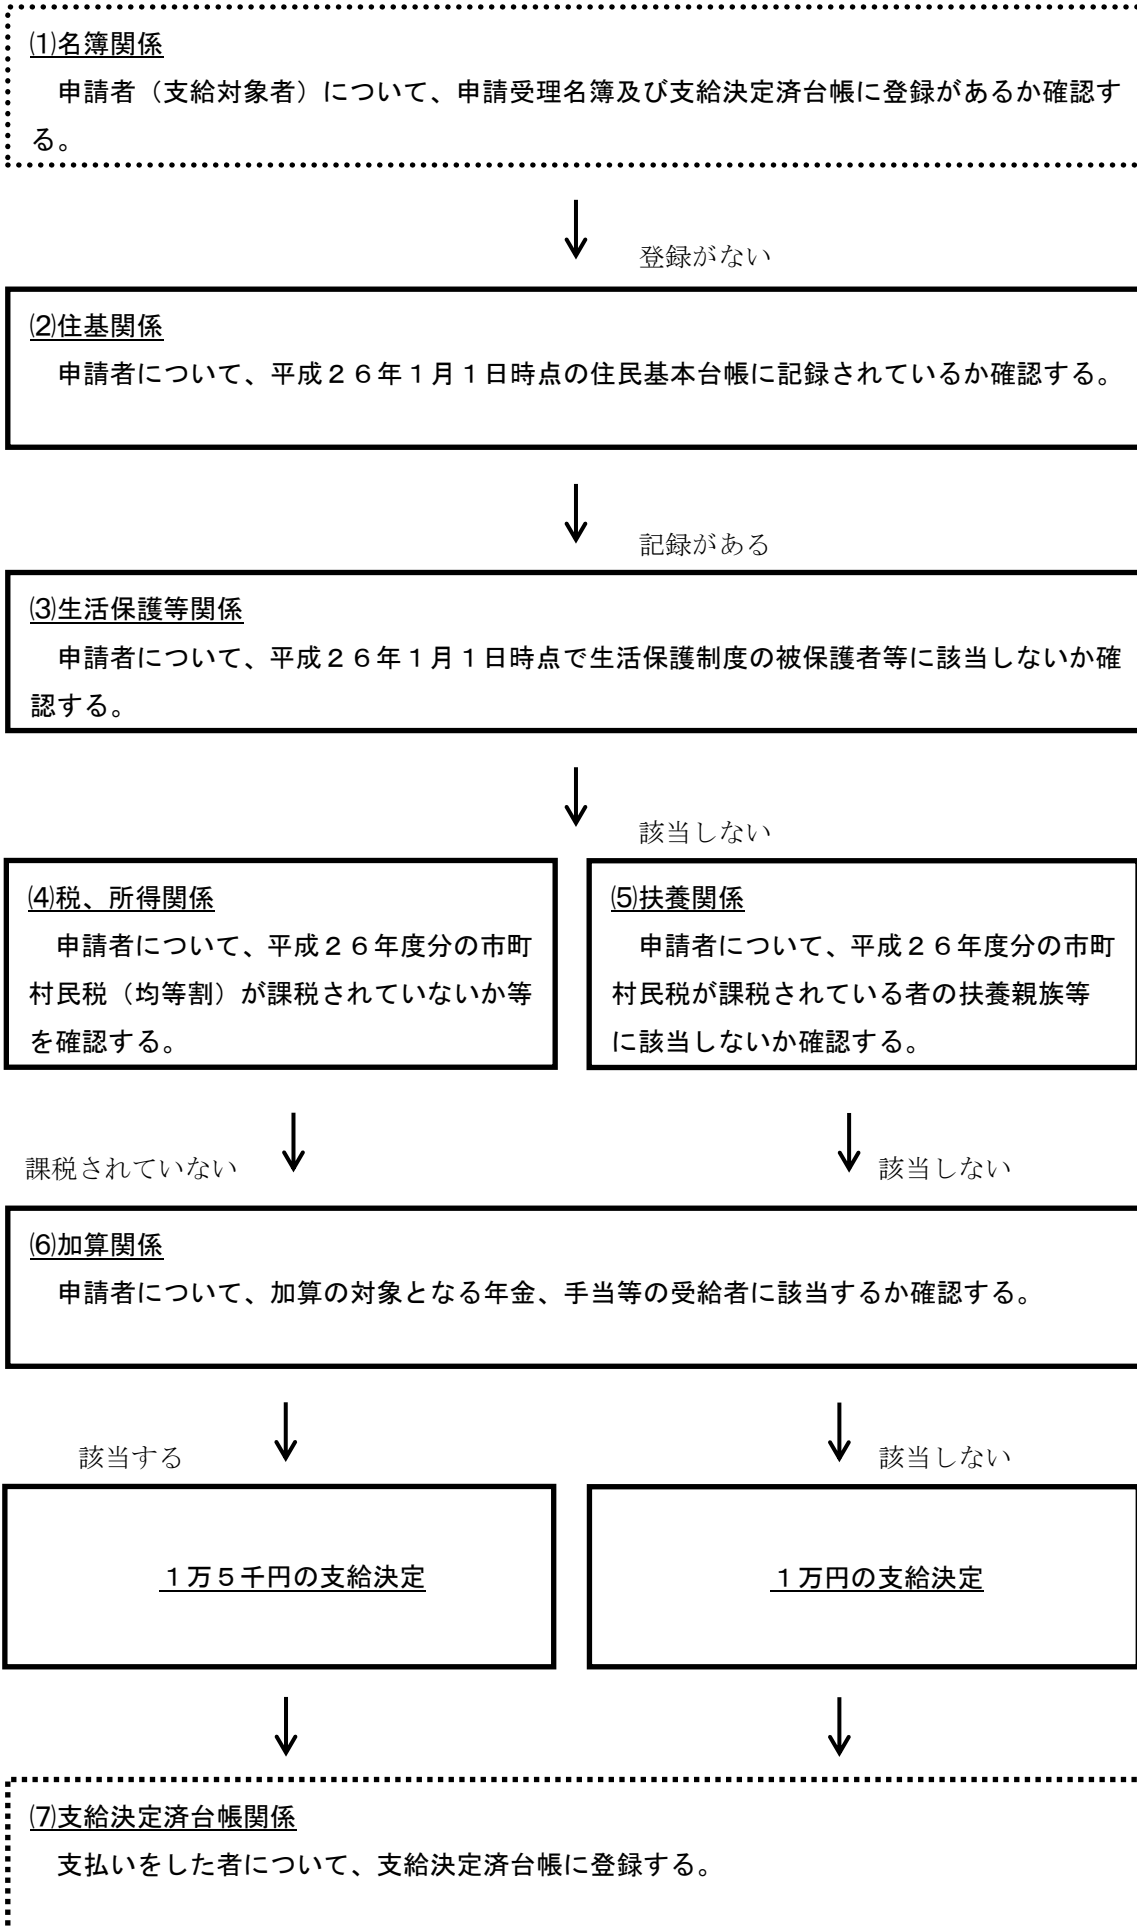 ⑴名簿関係
申請者（支給対象者）について、申請受理名簿及び支給決定済台帳に登録があるか確認す
る。
登録がない
⑵住基関係
申請者について、平成２６年１月１日時点の住民基本台帳に記録されているか確認する。
記録がある
⑶生活保護等関係
申請者について、平成２６年１月１日時点で生活保護制度の被保護者等に該当しないか確
認する。
該当しない
⑷税、所得関係
申請者について、平成２６年度分の市町
村民税（均等割）が課税されていないか等
を確認する。
⑸扶養関係
申請者について、平成２６年度分の市町
村民税が課税されている者の扶養親族等
に該当しないか確認する。
課税されていない
該当しない
⑹加算関係
申請者について、加算の対象となる年金、手当等の受給者に該当するか確認する。
該当する
該当しない
１万５千円の支給決定
１万円の支給決定
⑺支給決定済台帳関係
支払いをした者について、支給決定済台帳に登録する。